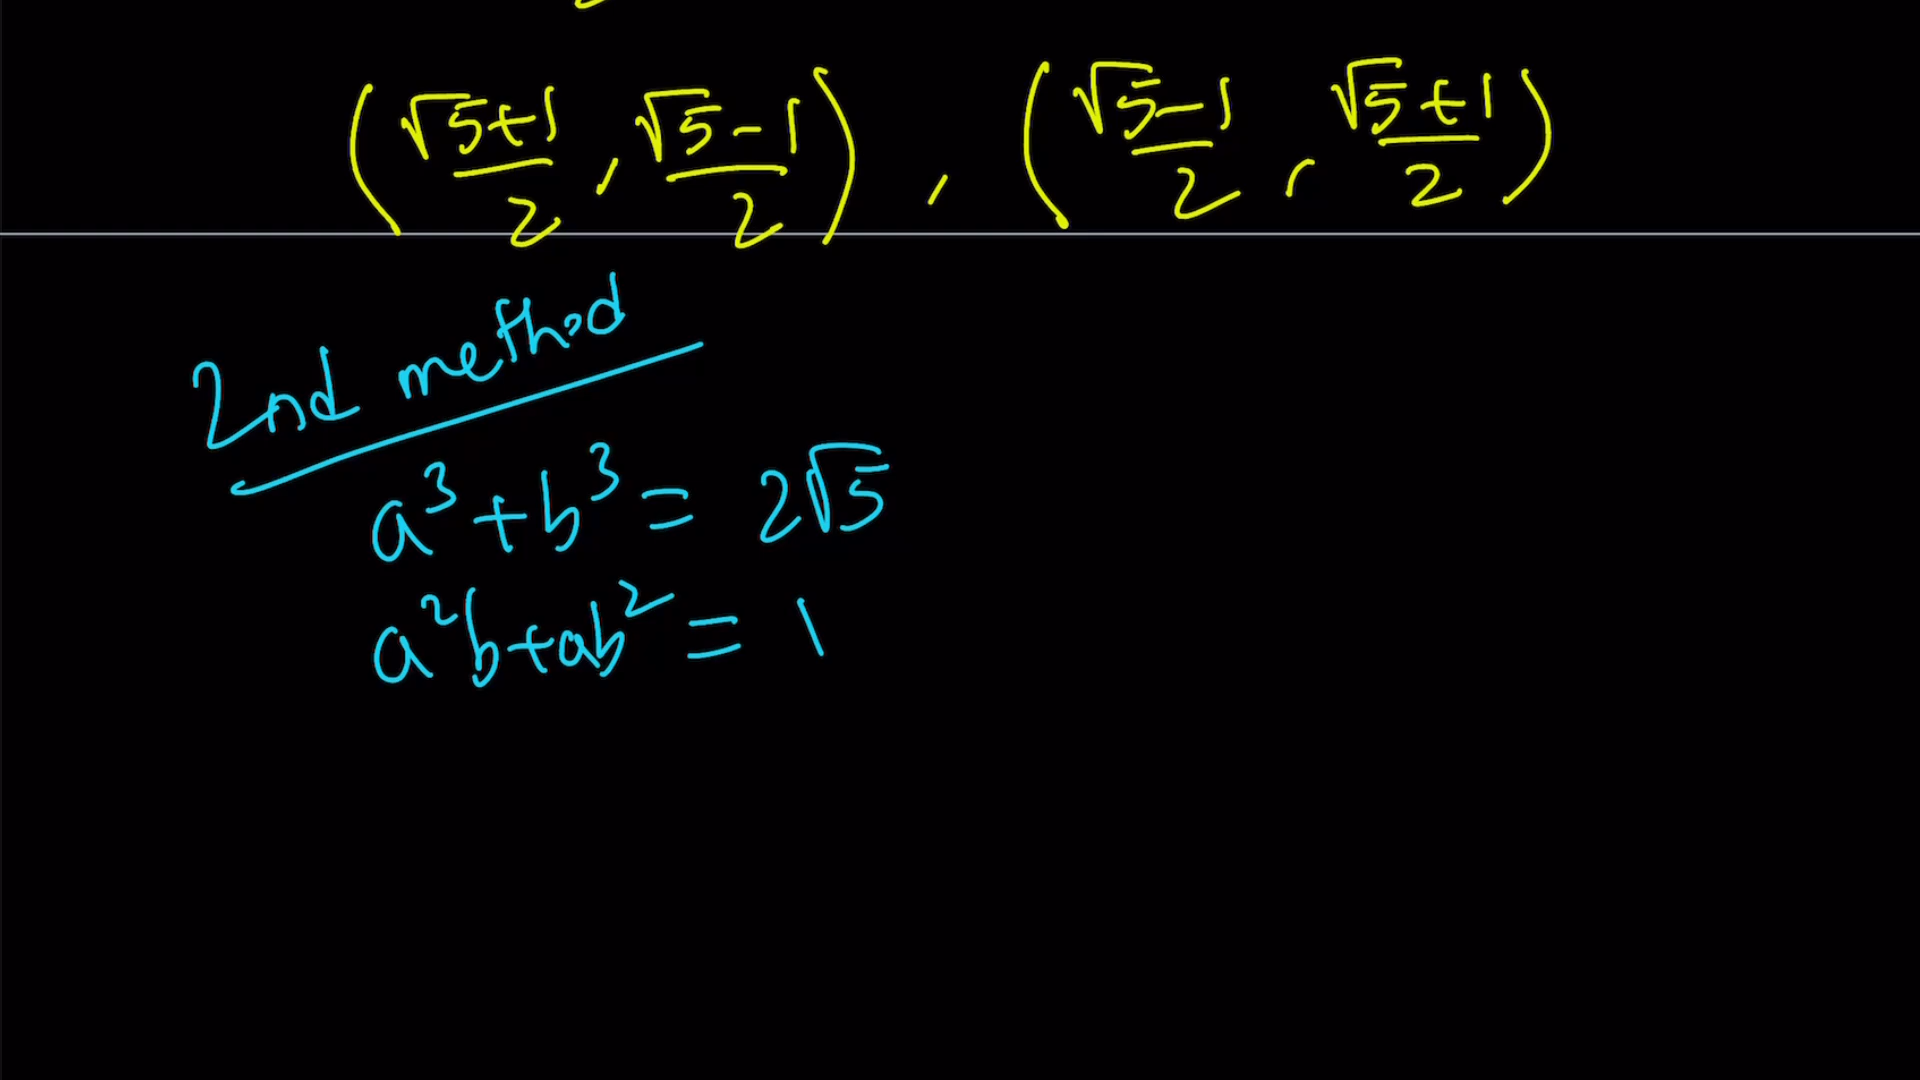 (√5+1/2, √5-1/2), (√5-1/2, √5+1/2)
2nd method
a³+b³= 2√5
a²b+ab² = 1